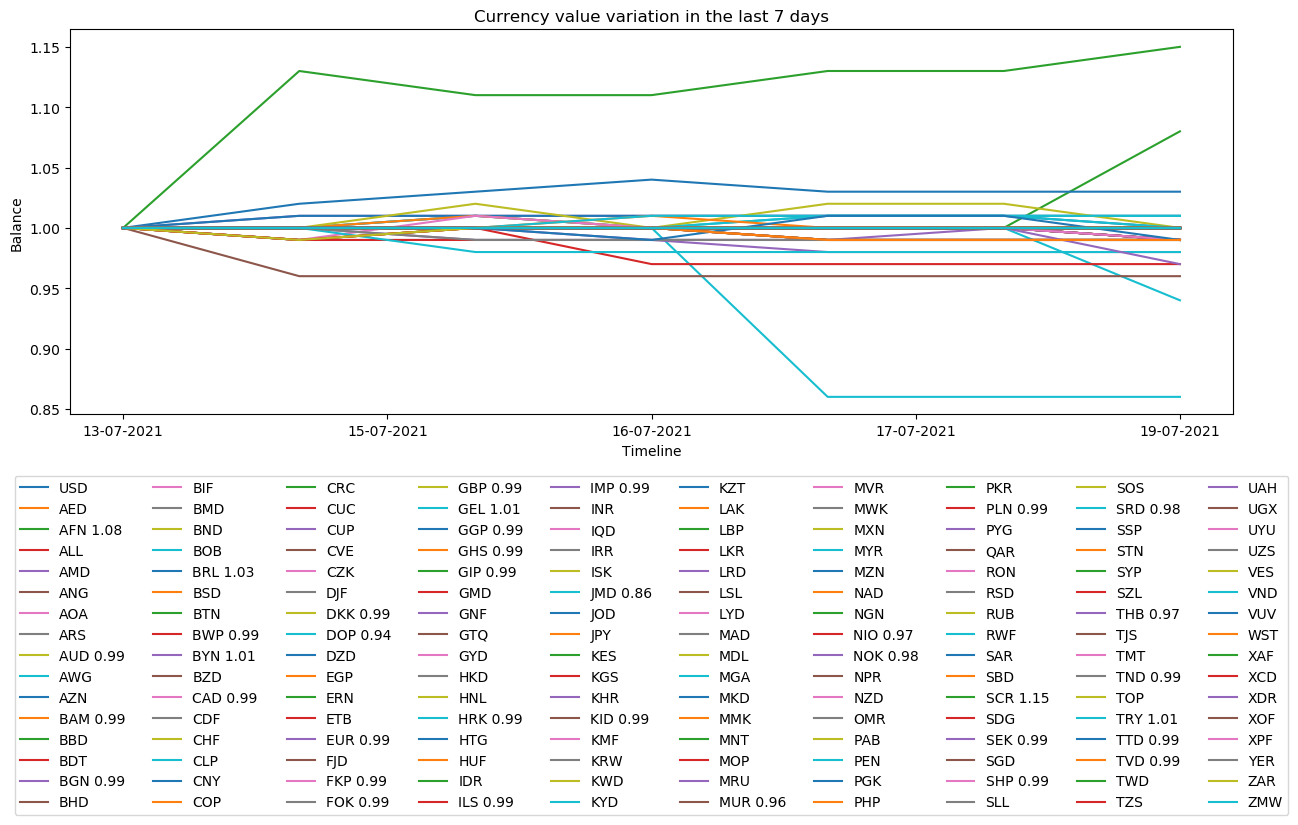 Currency value variation in the last 7 days
1.15
1.10
1.05
1.00
0.95
0.90
0.85
Balance
13-07-2021
15-07-2021
16-07-2021
17-07-2021
19-07-2021
Timeline
USD
AED
AFN 1.08
ALL
AMD
ANG
AOA
ARS
AUD 0.99
AWG
AZN
BAM 0.99
BBD
BDT
BGN 0.99
BHD
BIF
BMD
BND
BOB
BRL 1.03
BSD
BTN
BWP 0.99
BYN 1.01
BZD
CAD 0.99
CDF
CHF
CLP
CNY
COP
CRC
CUC
CUP
CVE
CZK
DJF
DKK 0.99
DOP 0.94
DZD
EGP
ERN
ETB
EUR 0.99
FJD
FKP 0.99
FOK 0.99
GBP 0.99
GEL 1.01
GGP 0.99
GHS 0.99
GIP 0.99
GMD
GNF
GTQ
GYD
HKD
HNL
HRK 0.99
HTG
HUF
IDR
ILS 0.99
IMP 0.99
INR
IQD
IRR
ISK
JMD 0.86
JOD
JPY
KES
KGS
KHR
KID 0.99
KMF
KRW
KWD
KYD
KZT
LAK
LBP
LKR
LRD
LSL
LYD
MAD
MDL
MGA
MKD
MMK
MNT
MOP
MRU
MUR 0.96
MVR
MWK
MXN
MYR
MZN
NAD
NGN
NIO 0.97
NOK 0.98
NPR
NZD
OMR
PAB
PEN
PGK
PHP
PKR
PLN 0.99
PYG
QAR
RON
RSD
RUB
RWF
SAR
SBD
SCR 1.15
SDG
SEK 0.99
SGD
SHP 0.99
SLL
SOS
SRD 0.98
SSP
STN
SYP
SZL
THB 0.97
TJS
TMT
TND 0.99
TOP
TRY 1.01
TTD 0.99
TVD 0.99
TWD
TZS
UAH
UGX
UYU
UZS
VES
VND
VUV
WST
XAF
XCD
XDR
XOF
XPF
YER
ZAR
ZMW